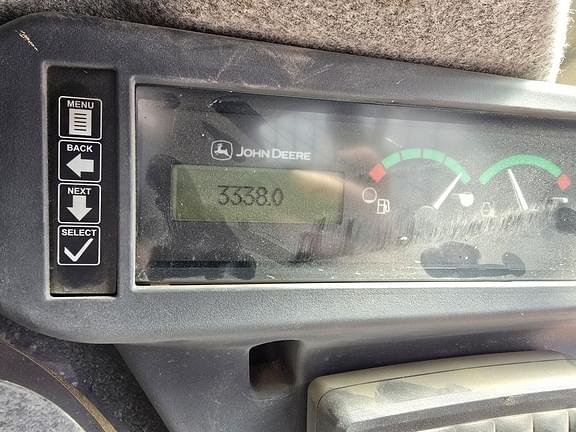 MENU
BACK
NEXT
SELECT
JOHN DEERE
3338.0